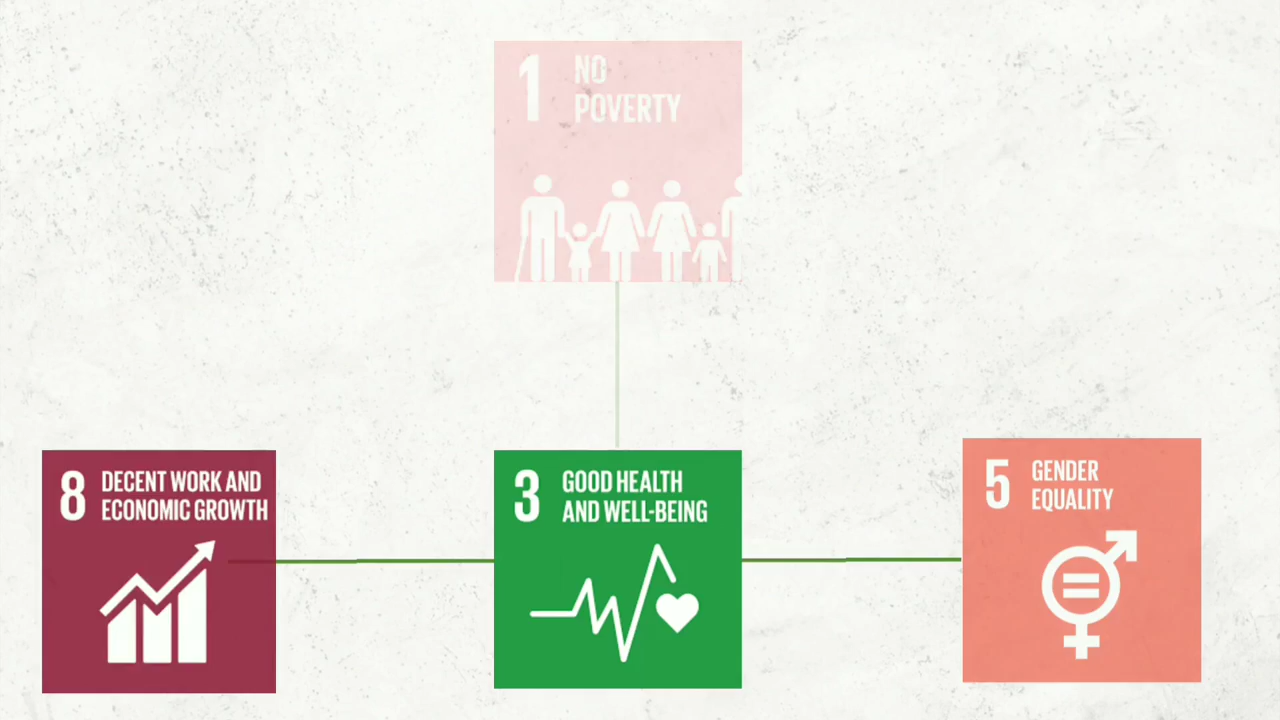 1 NO
POVERTY
8 DECENT WORK AND
ECONOMIC GROWTH
3 GOOD HEALTH
AND WELL-BEING
5 GENDER
EQUALITY